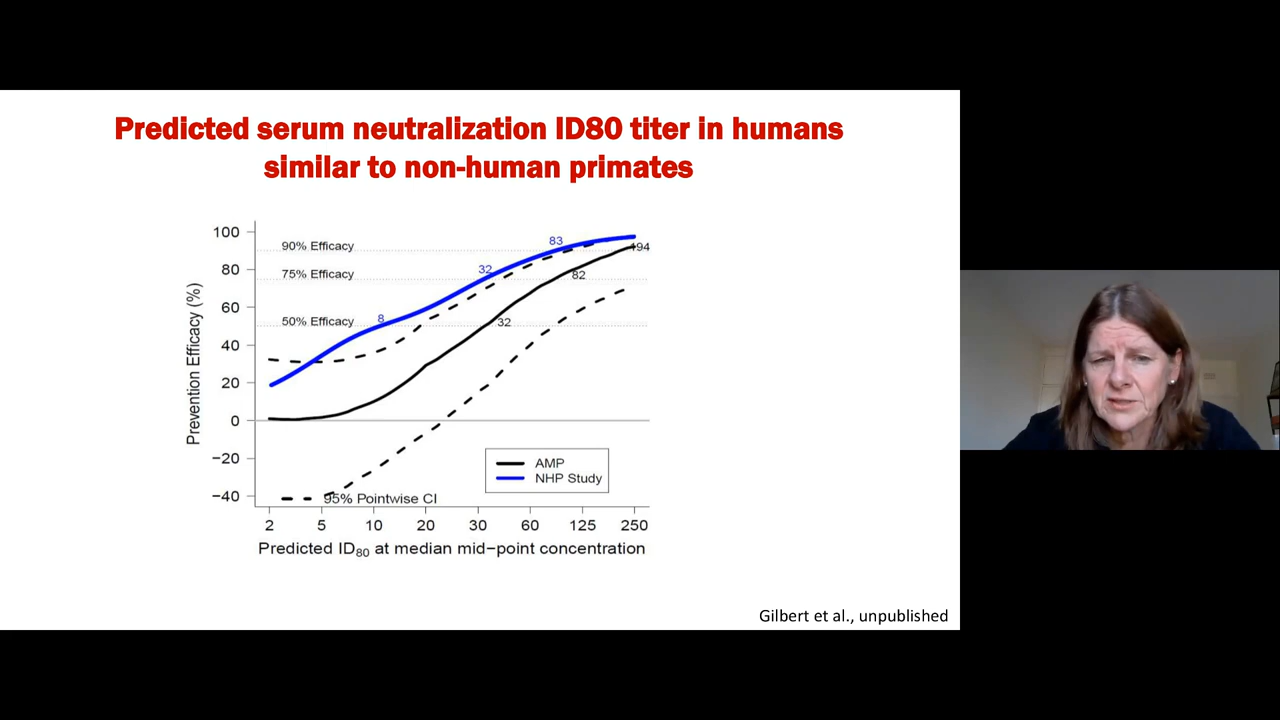 Predicted serum neutralization ID80 titer in humans
similar to non-human primates
Prevention Efficacy (%)
100
80
60
40
20
0
−20
−40
90% Efficacy
75% Efficacy
50% Efficacy
8
32
83
32
82
194
AMP
NHP Study
95% Pointwise CI
2 5 10 20 30 60 125 250
Predicted ID80 at median mid−point concentration
Gilbert et al., unpublished